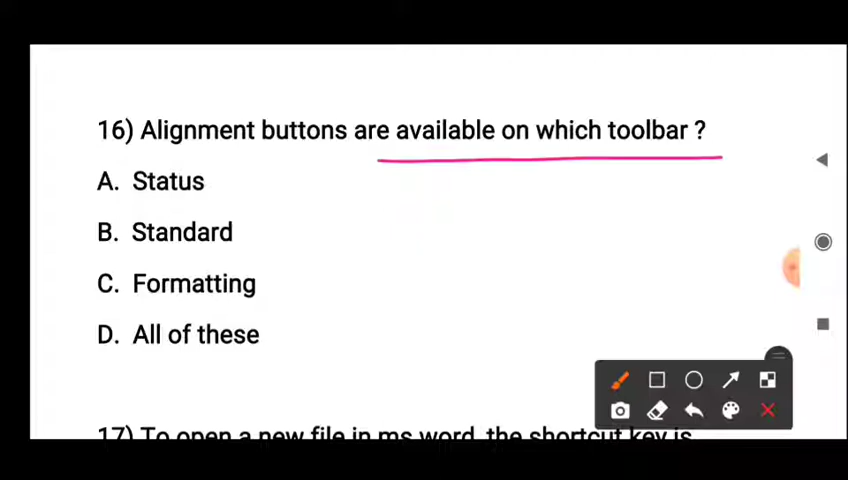 16) Alignment buttons are available on which toolbar ?
A. Status
B. Standard
C. Formatting
D. All of these
17) To open a new file in ms word, the shortcut key is